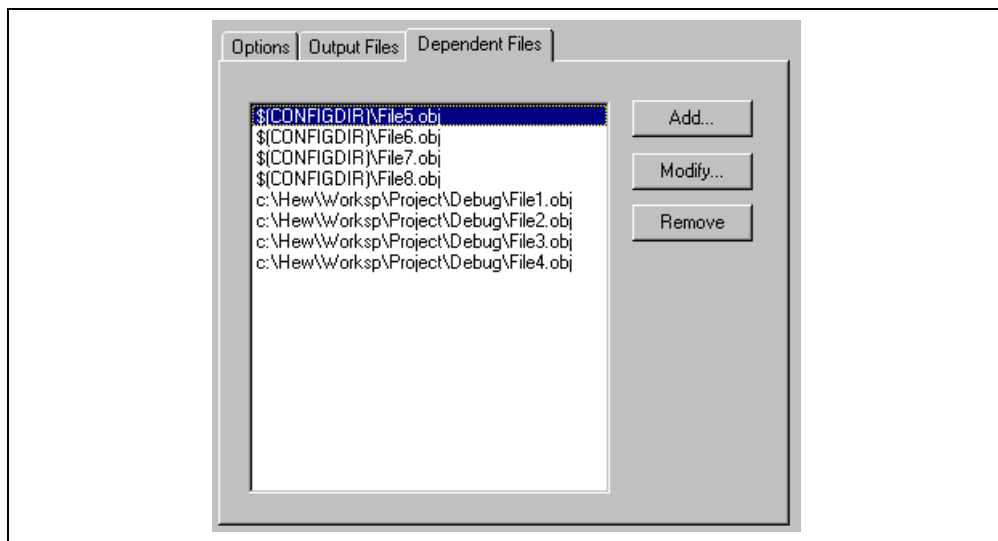 Options Output Files Dependent Files
$(CONFIGDIR)\File5.obj
$(CONFIGDIR)\File6.obj
$(CONFIGDIR)\File7.obj
$(CONFIGDIR)\File8.obj
c:\Hew\Worksp\Project\Debug\File1.obj
c:\Hew\Worksp\Project\Debug\File2.obj
c:\Hew\Worksp\Project\Debug\File3.obj
c:\Hew\Worksp\Project\Debug\File4.obj
Add...
Modify...
Remove